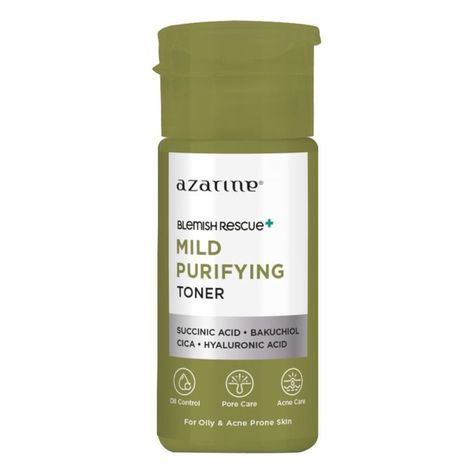 azarine®
BLEMISH RESCUE+
MILD
PURIFYING
TONER
SUCCINIC ACID • BAKUCHIOL
CICA • HYALURONIC ACID
Oil Control Pore Care Acne Care
For Oily & Acne Prone Skin